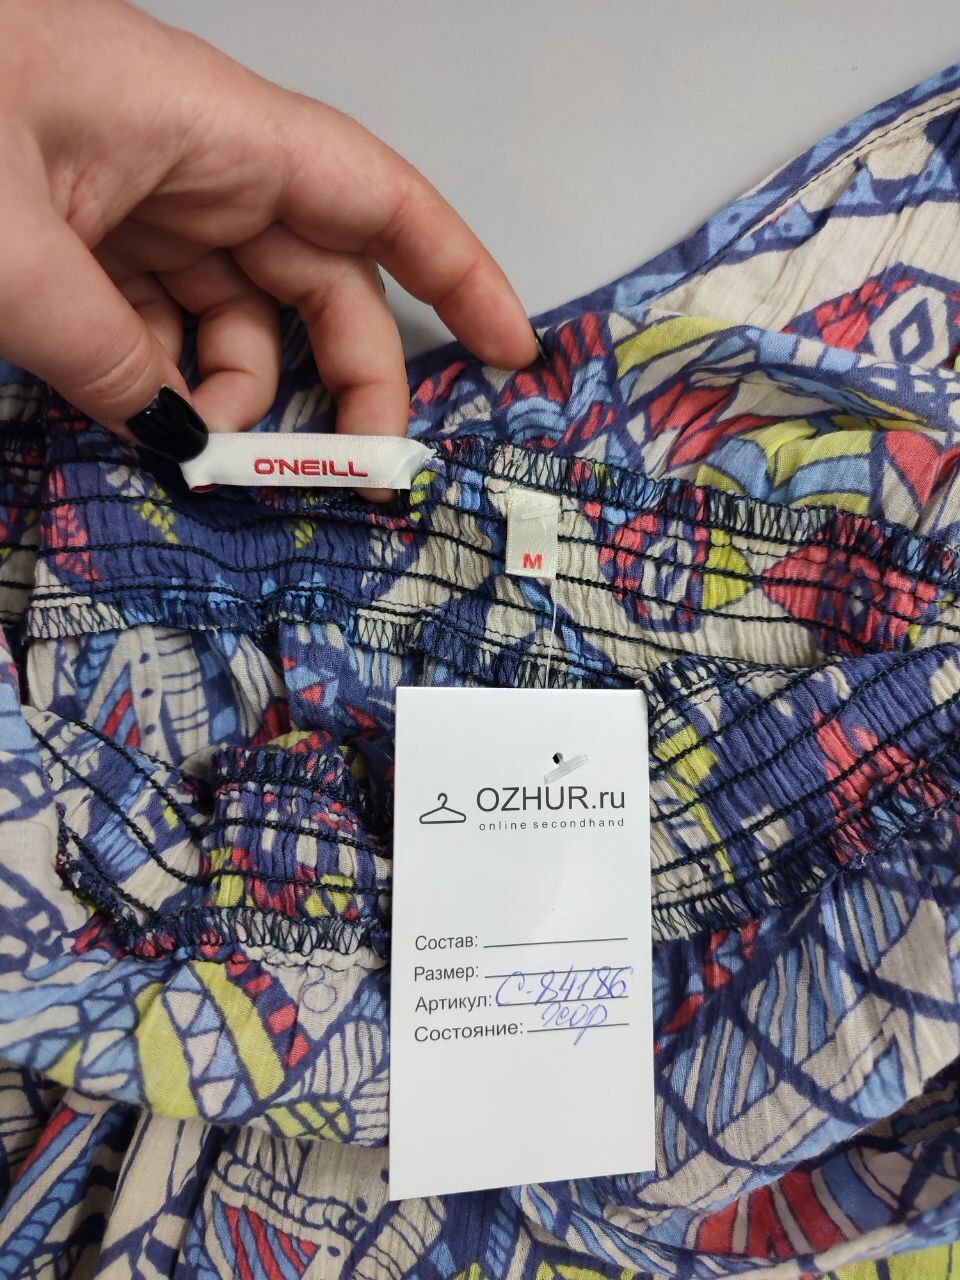 O'NEILL
M
OZHUR.ru
online secondhand
Состав:
Размер:
Артикул: С-84186
Состояние: хор